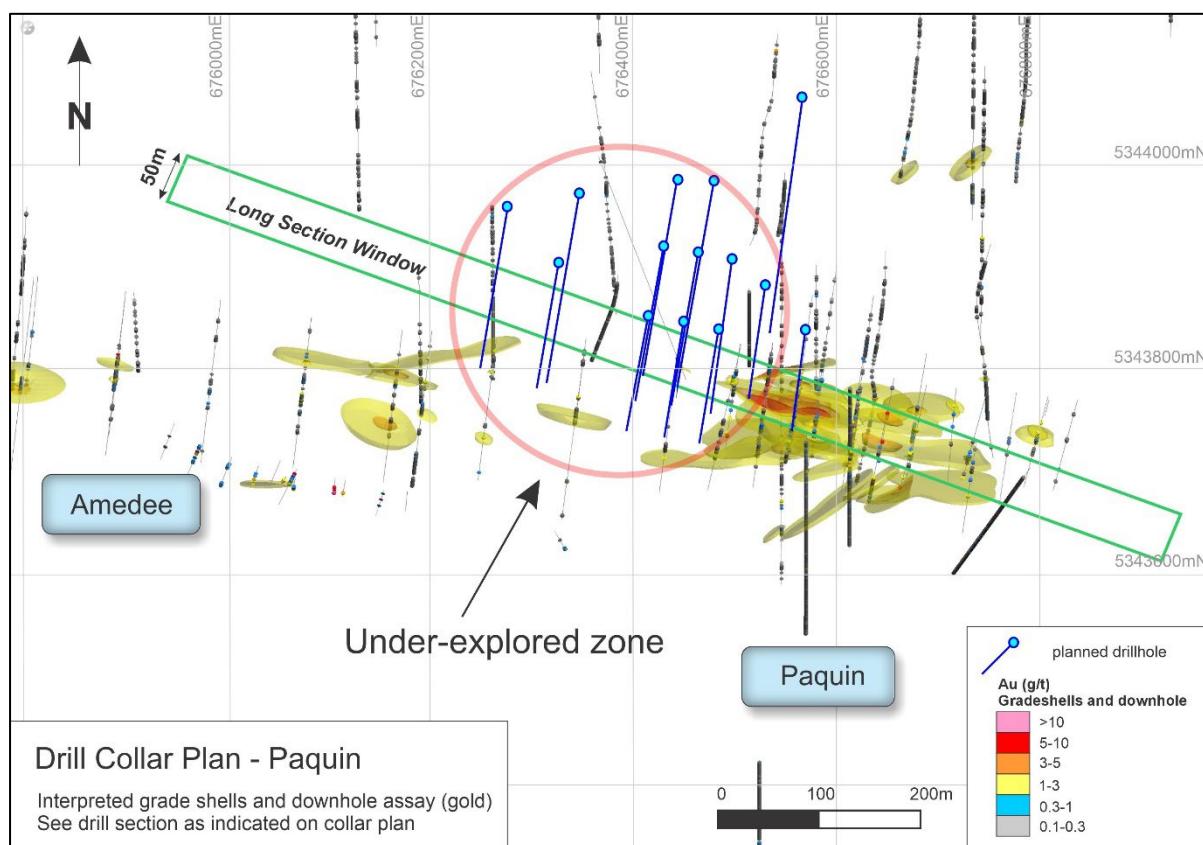 676000mE
676200mE
676400mE
676600mE
676800mE
N
5344000mN
50m
Long Section Window
5343800mN
Amedee
5343600mN
Under-explored zone
Paquin
planned drillhole
Au (g/t)
Gradeshells and downhole
>10
5-10
3-5
1-3
0.3-1
0.1-0.3
Drill Collar Plan - Paquin
Interpreted grade shells and downhole assay (gold)
See drill section as indicated on collar plan
0 100 200m